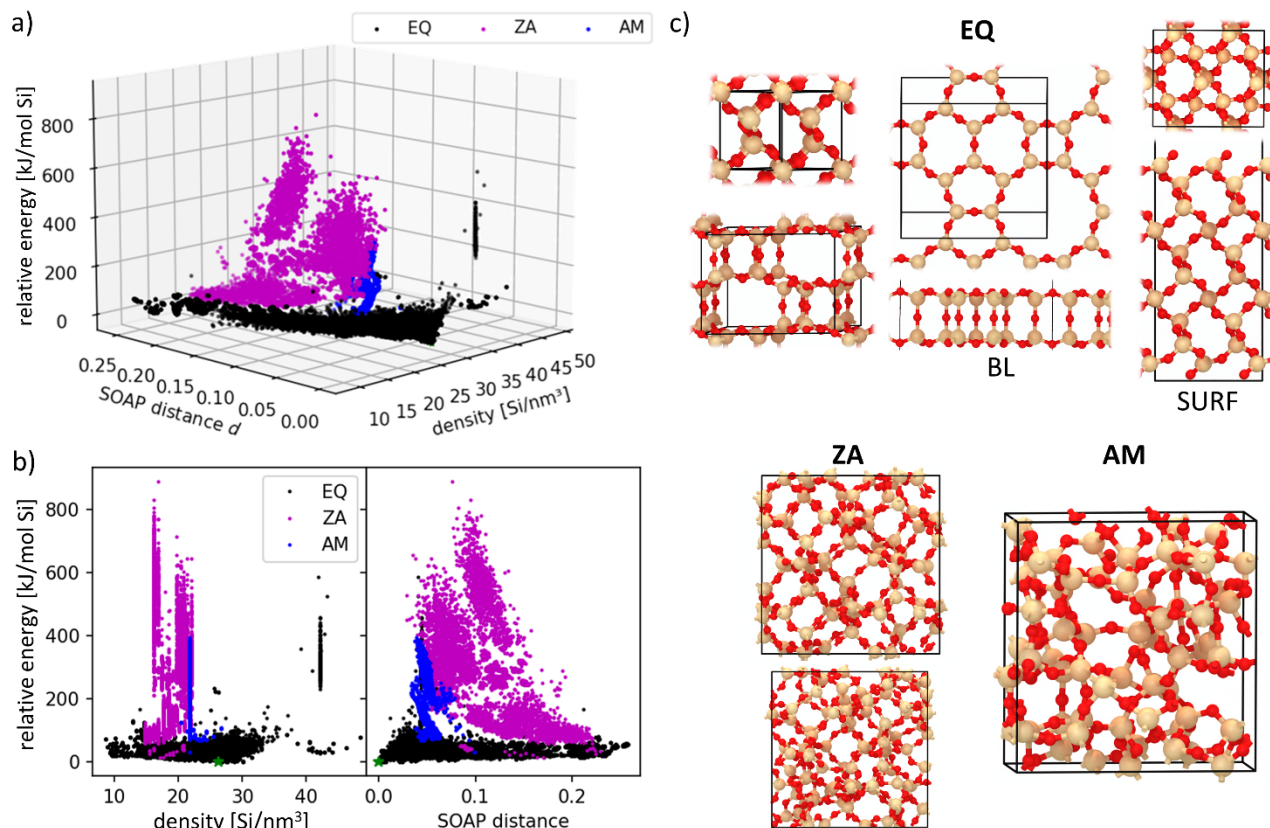 a)
EQ ZA AM
relative energy [kJ/mol Si]
800
600
400
200
0
0.25 0.20 0.15 0.10 0.05 0.00
SOAP distance d
10 15 20 25 30 35 40 45 50
density [Si/nm³]
b)
EQ
ZA
AM
relative energy [kJ/mol Si]
800
600
400
200
0
10 20 30 40 0.0 0.1 0.2
density [Si/nm³] SOAP distance
c)
EQ
BL
SURF
ZA AM